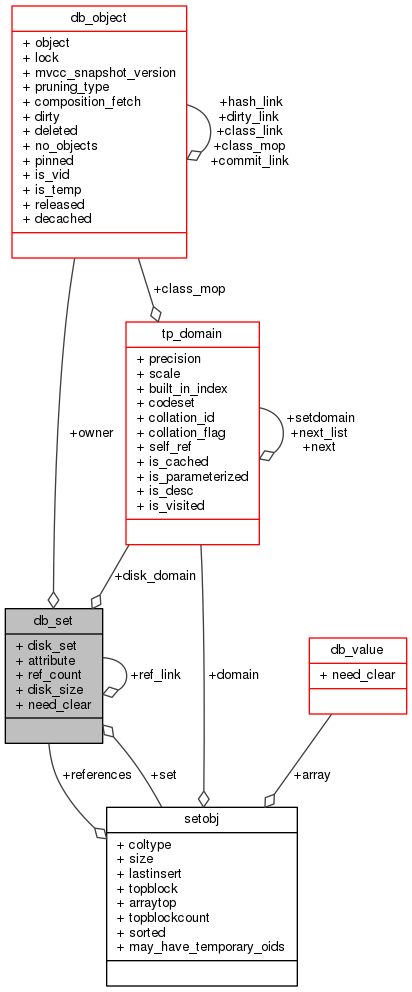 db_object
+ object
+ lock
+ mvcc_snapshot_version
+ pruning_type
+ composition_fetch
+ dirty
+ deleted
+ no_objects
+ pinned
+ is_vid
+ is_temp
+ released
+ decached
+hash_link
+dirty_link
+class_link
+class_mop
+commit_link
+class_mop
tp_domain
+ precision
+ scale
+ built_in_index
+ codeset
+ collation_id
+ collation_flag
+ self_ref
+ is_cached
+ is_parameterized
+ is_desc
+ is_visited
+setdomain
+next_list
+next
+owner
+disk_domain
db_set
+ disk_set
+ attribute
+ ref_count
+ disk_size
+ need_clear
+ref_link
+domain
db_value
+ need_clear
+references
+set
+array
setobj
+ coltype
+ size
+ lastinsert
+ topblock
+ arraytop
+ topblockcount
+ sorted
+ may_have_temporary_oids